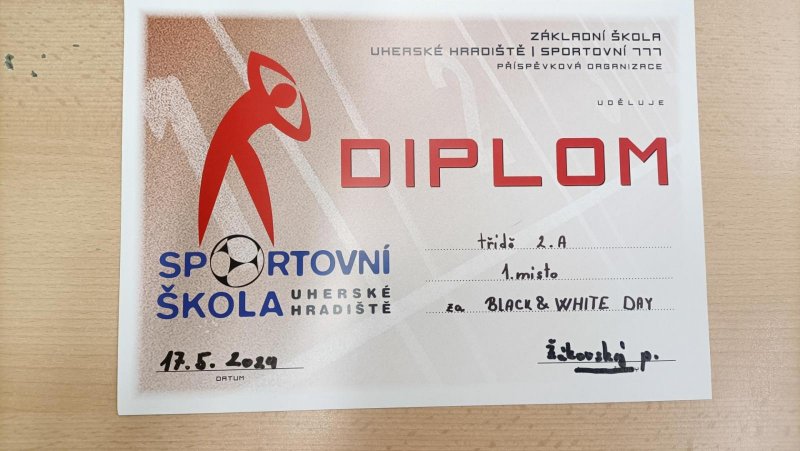 ZÁKLADNÍ ŠKOLA
UHERSKÉ HRADIŠTĚ | SPORTOVNÍ 777
PŘÍSPĚVKOVÁ ORGANIZACE
UDĚLUJE
DIPLOM
třídě 2.A
1. místo
za BLACK & WHITE DAY
SPORTOVNÍ
ŠKOLA UHERSKÉ
HRADIŠTĚ
17.5. 2024
DATUM
Žákovský p.